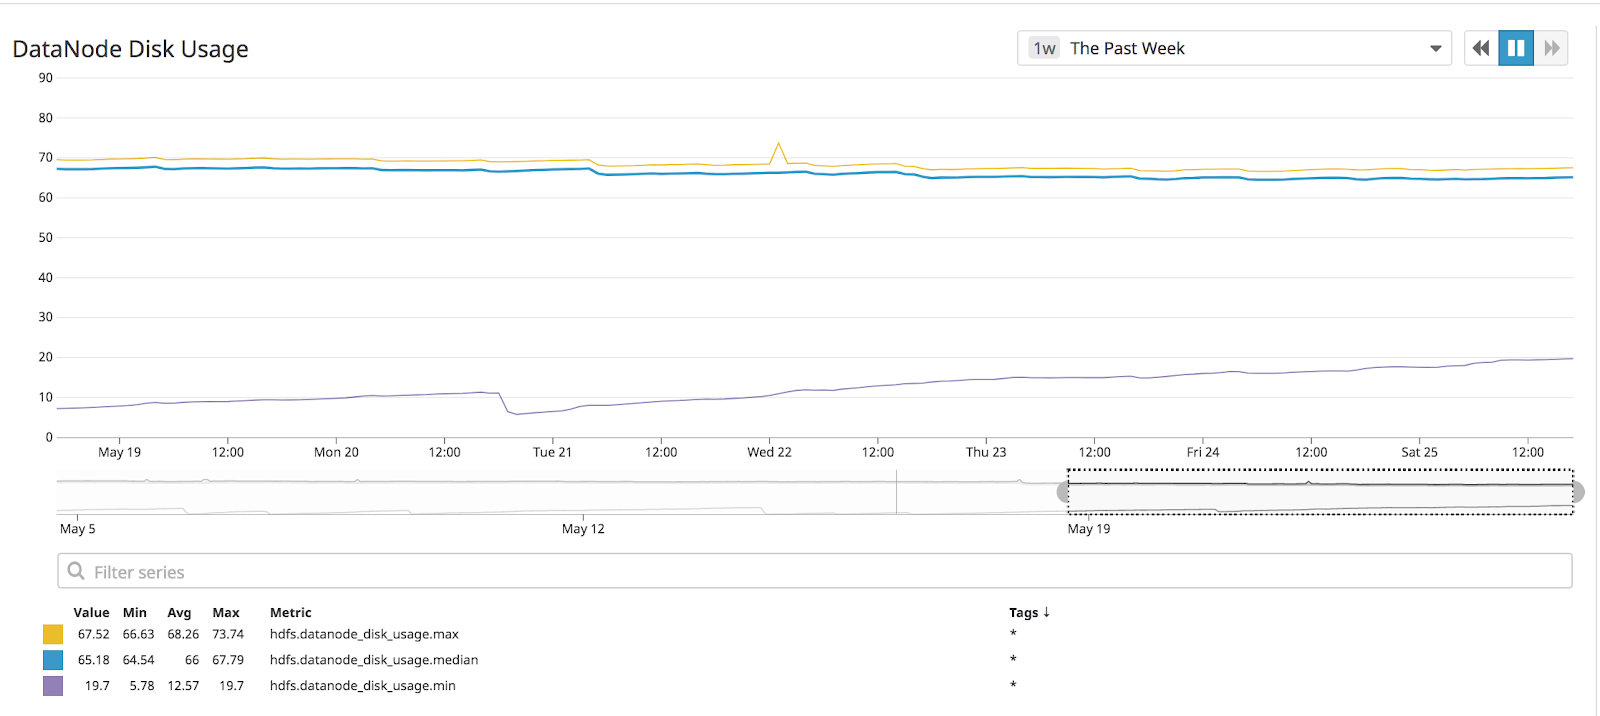 DataNode Disk Usage
1w The Past Week
90
80
70
60
50
40
30
20
10
0
May 19 12:00 Mon 20 12:00 Tue 21 12:00 Wed 22 12:00 Thu 23 12:00 Fri 24 12:00 Sat 25 12:00
May 5 May 12 May 19
Filter series
Value Min Avg Max Metric Tags ↓
67.52 66.63 68.26 73.74 hdfs.datanode_disk_usage.max *
65.18 64.54 66 67.79 hdfs.datanode_disk_usage.median *
19.7 5.78 12.57 19.7 hdfs.datanode_disk_usage.min *